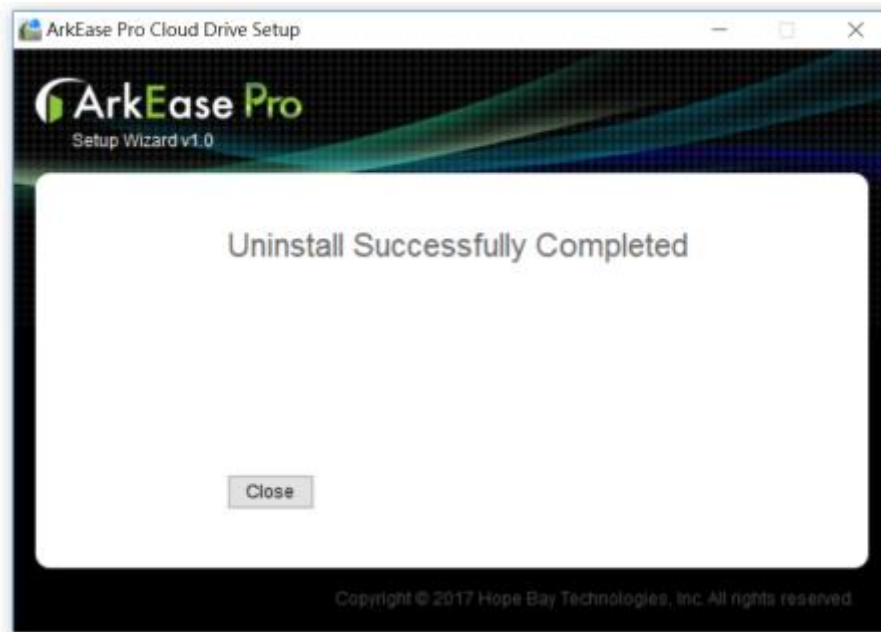 ArkEase Pro Cloud Drive Setup
ArkEase Pro
Setup Wizard v1.0
Uninstall Successfully Completed
Close
Copyright © 2017 Hope Bay Technologies, Inc. All rights reserved.